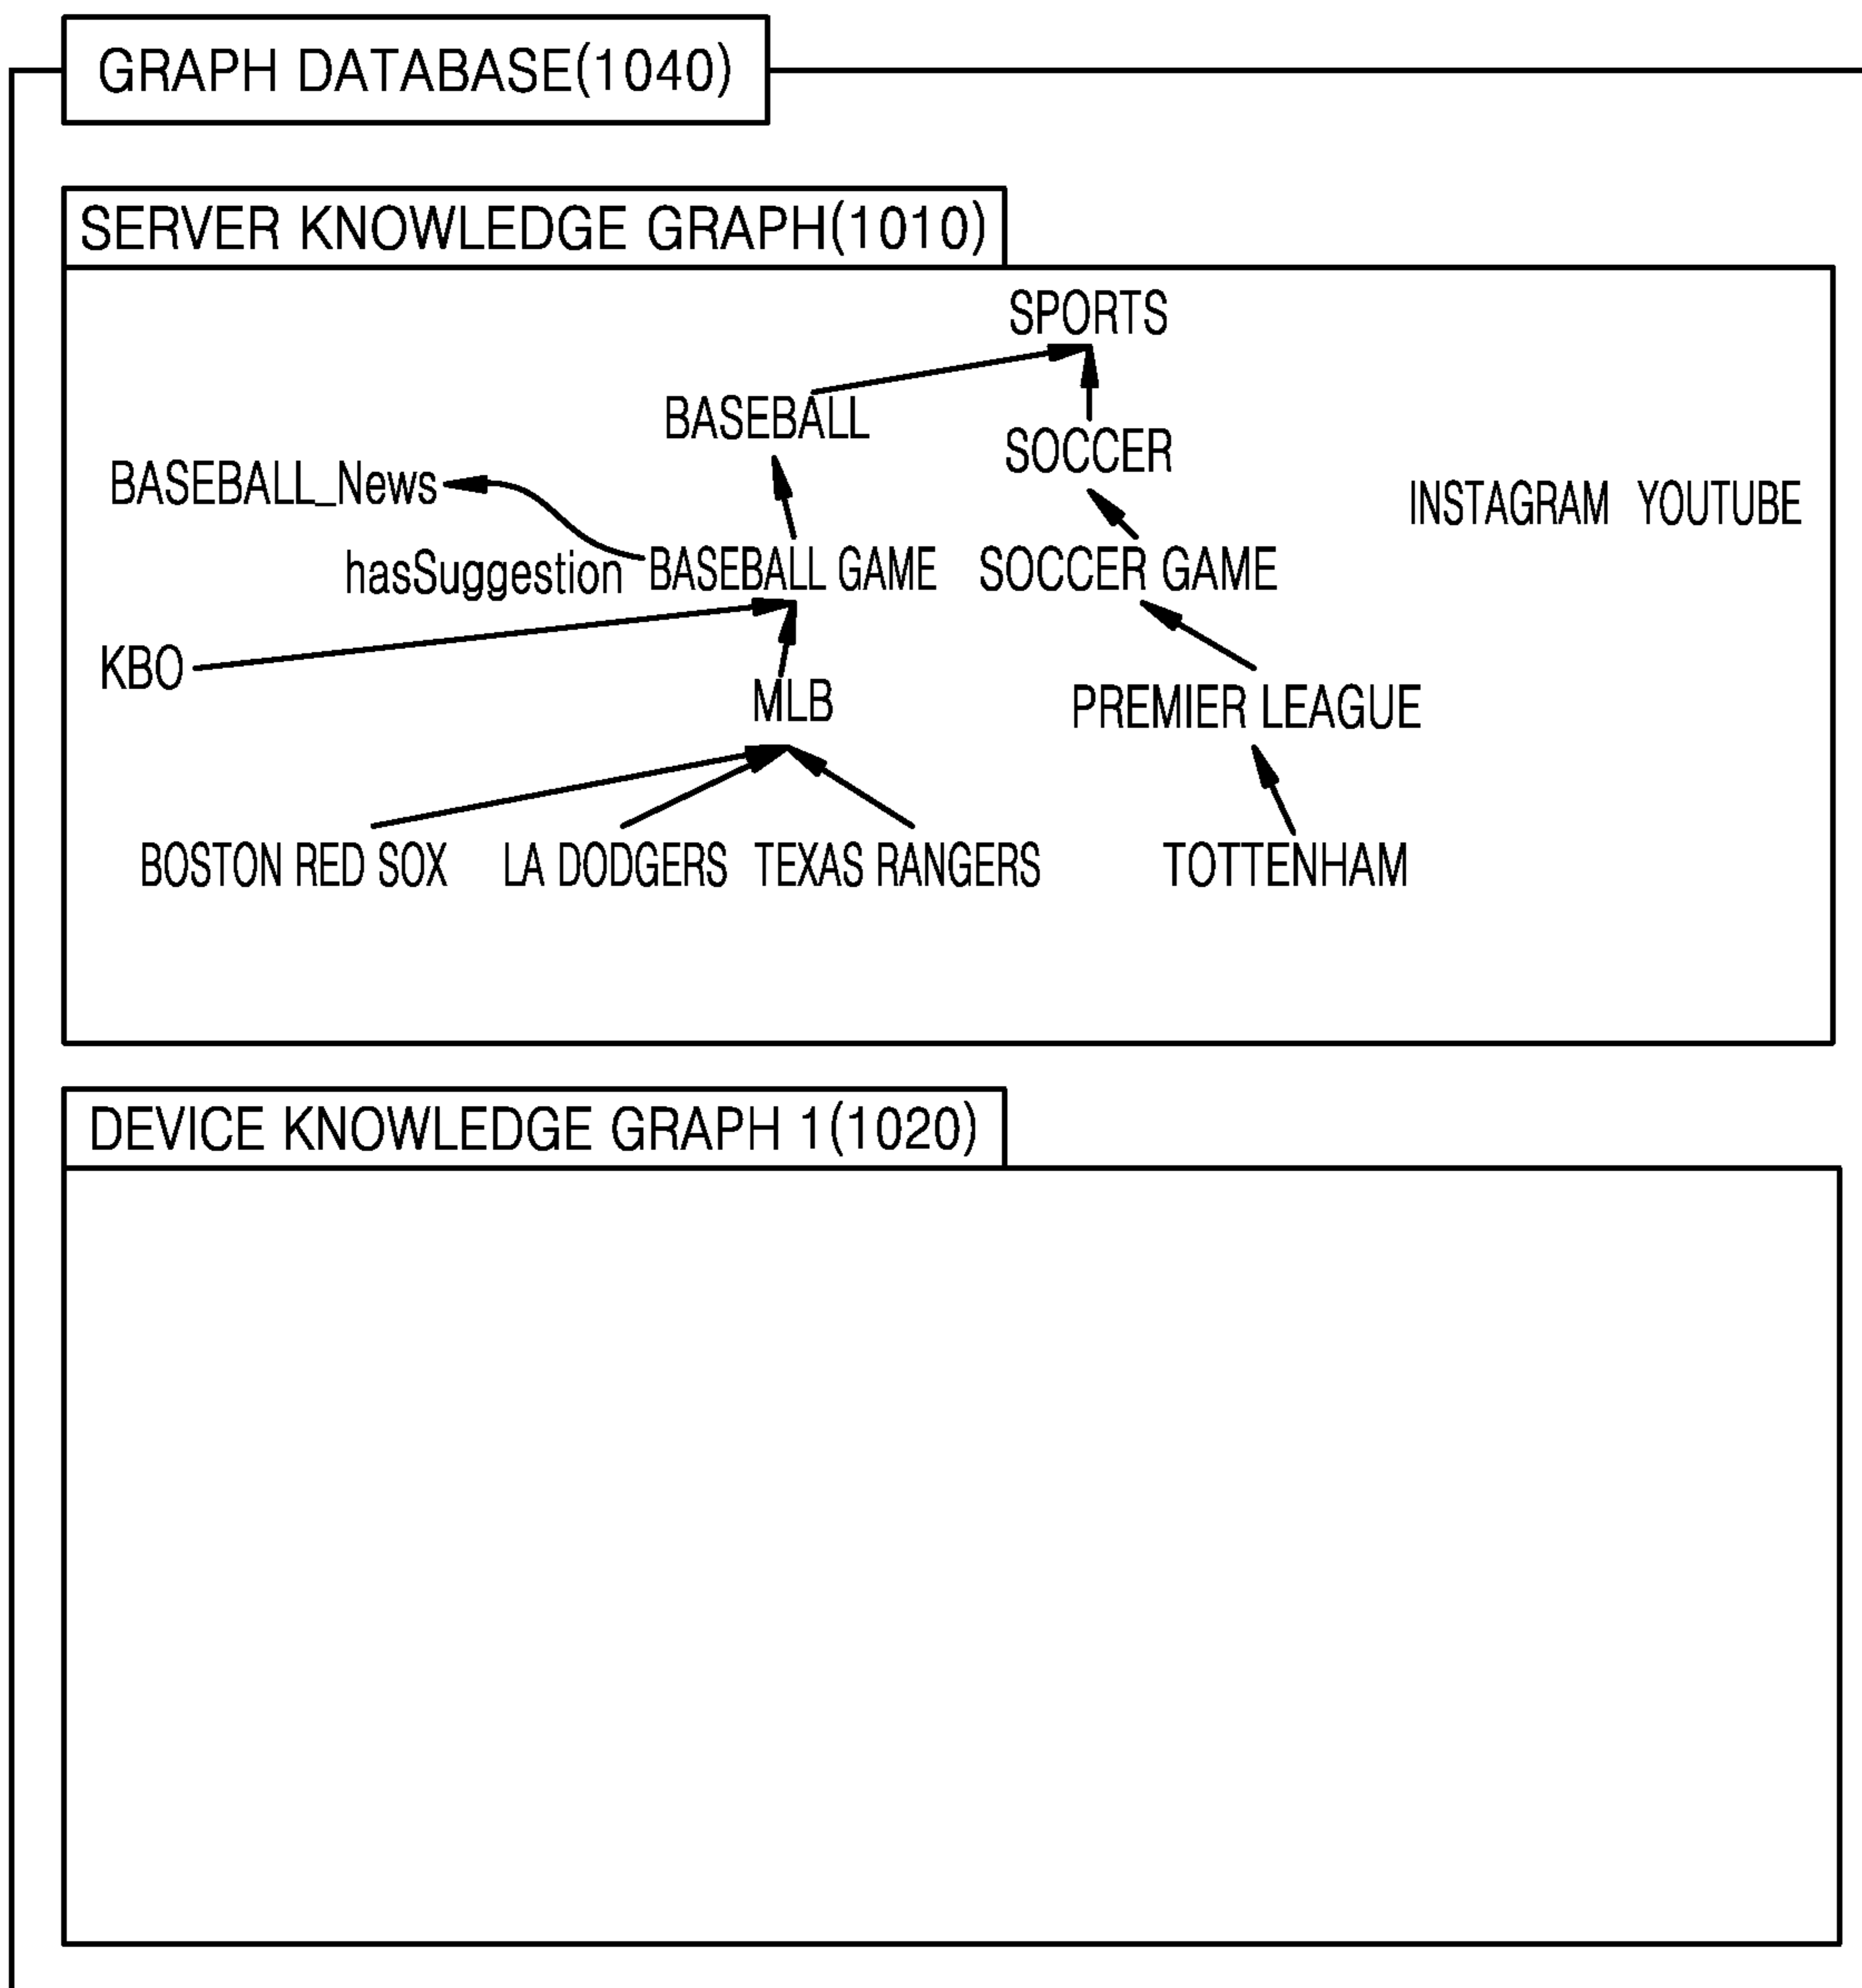 GRAPH DATABASE(1040)
SERVER KNOWLEDGE GRAPH(1010)
SPORTS
BASEBALL
SOCCER
BASEBALL_News
INSTAGRAM YOUTUBE
hasSuggestion BASEBALL GAME SOCCER GAME
KBO
MLB PREMIER LEAGUE
BOSTON RED SOX LA DODGERS TEXAS RANGERS TOTTENHAM
DEVICE KNOWLEDGE GRAPH 1(1020)